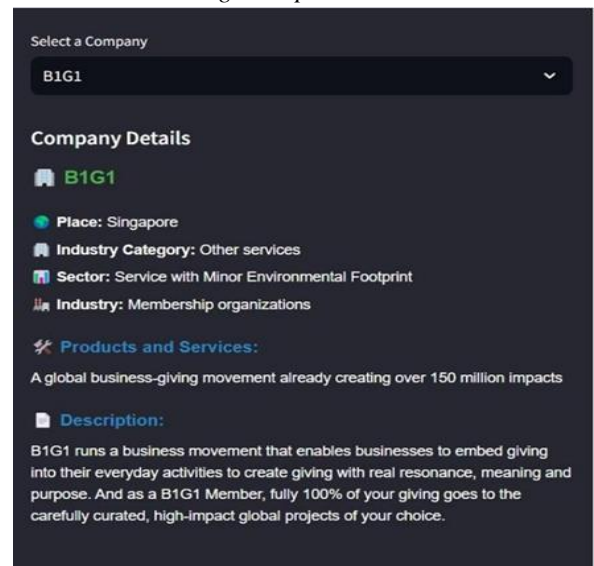 Select a Company
B1G1
Company Details
B1G1
Place: Singapore
Industry Category: Other services
Sector: Service with Minor Environmental Footprint
Industry: Membership organizations
Products and Services:
A global business-giving movement already creating over 150 million impacts
Description:
B1G1 runs a business movement that enables businesses to embed giving
into their everyday activities to create giving with real resonance, meaning and
purpose. And as a B1G1 Member, fully 100% of your giving goes to the
carefully curated, high-impact global projects of your choice.